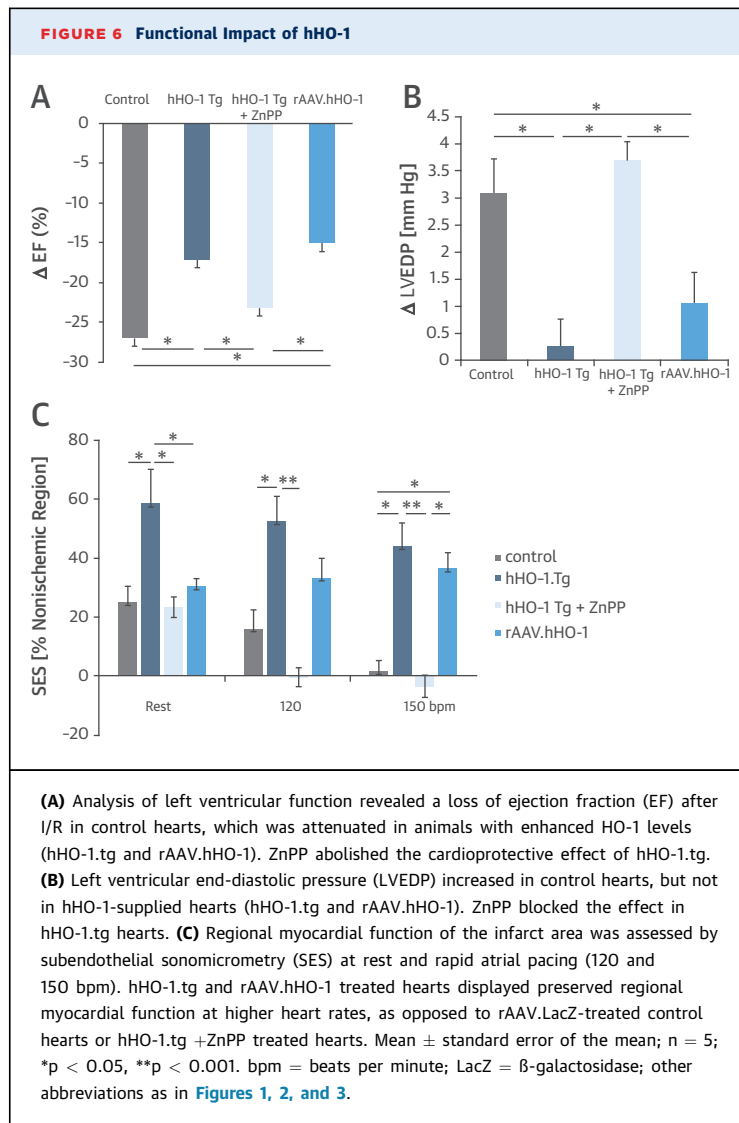 FIGURE 6 Functional Impact of hHO-1
A
Control hHO-1 Tg hHO-1 Tg + ZnPP rAAV.hHO-1
0
-5
-10
-15
-20
-25
-30
Δ EF (%)
* * *
*
B
*
* * *
4.5
4
3.5
3
2.5
2
1.5
1
0.5
0
Δ LVEDP [mm Hg]
Control hHO-1 Tg hHO-1 Tg + ZnPP rAAV.hHO-1
C
80
60
40
20
0
-20
SES [% Nonischemic Region]
*
* *
* **
*
* ** *
Rest 120 150 bpm
control
hHO-1.Tg
hHO-1 Tg + ZnPP
rAAV.hHO-1
(A) Analysis of left ventricular function revealed a loss of ejection fraction (EF) after
I/R in control hearts, which was attenuated in animals with enhanced HO-1 levels
(hHO-1.tg and rAAV.hHO-1). ZnPP abolished the cardioprotective effect of hHO-1.tg.
(B) Left ventricular end-diastolic pressure (LVEDP) increased in control hearts, but not
in hHO-1-supplied hearts (hHO-1.tg and rAAV.hHO-1). ZnPP blocked the effect in
hHO-1.tg hearts. (C) Regional myocardial function of the infarct area was assessed by
subendothelial sonomicrometry (SES) at rest and rapid atrial pacing (120 and
150 bpm). hHO-1.tg and rAAV.hHO-1 treated hearts displayed preserved regional
myocardial function at higher heart rates, as opposed to rAAV.LacZ-treated control
hearts or hHO-1.tg +ZnPP treated hearts. Mean ± standard error of the mean; n = 5;
*p < 0.05, **p < 0.001. bpm = beats per minute; LacZ = ß-galactosidase; other
abbreviations as in Figures 1, 2, and 3.